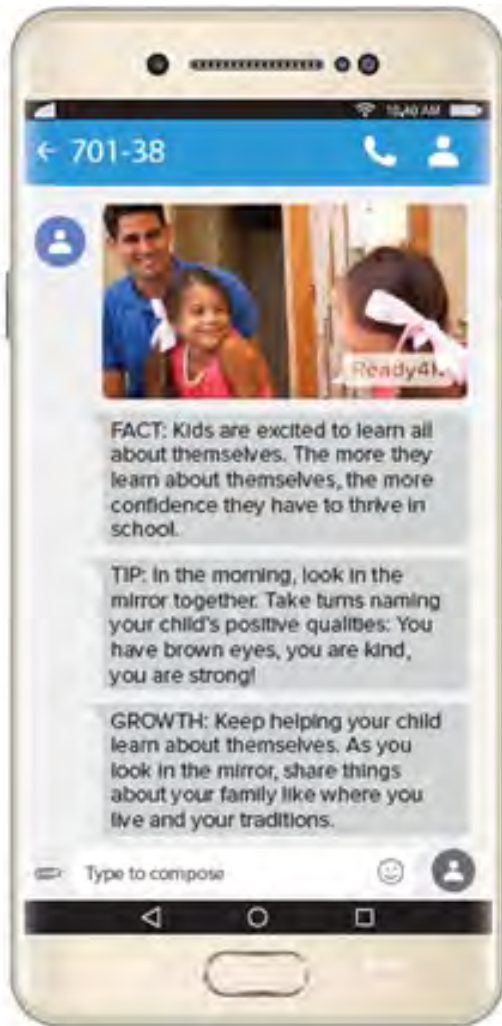 10:40 AM
701-38
Ready4K
FACT: Kids are excited to learn all
about themselves. The more they
learn about themselves, the more
confidence they have to thrive in
school.
TIP: In the morning, look in the
mirror together. Take turns naming
your child's positive qualities: You
have brown eyes, you are kind,
you are strong!
GROWTH: Keep helping your child
learn about themselves. As you
look in the mirror, share things
about your family like where you
live and your traditions.
Type to compose